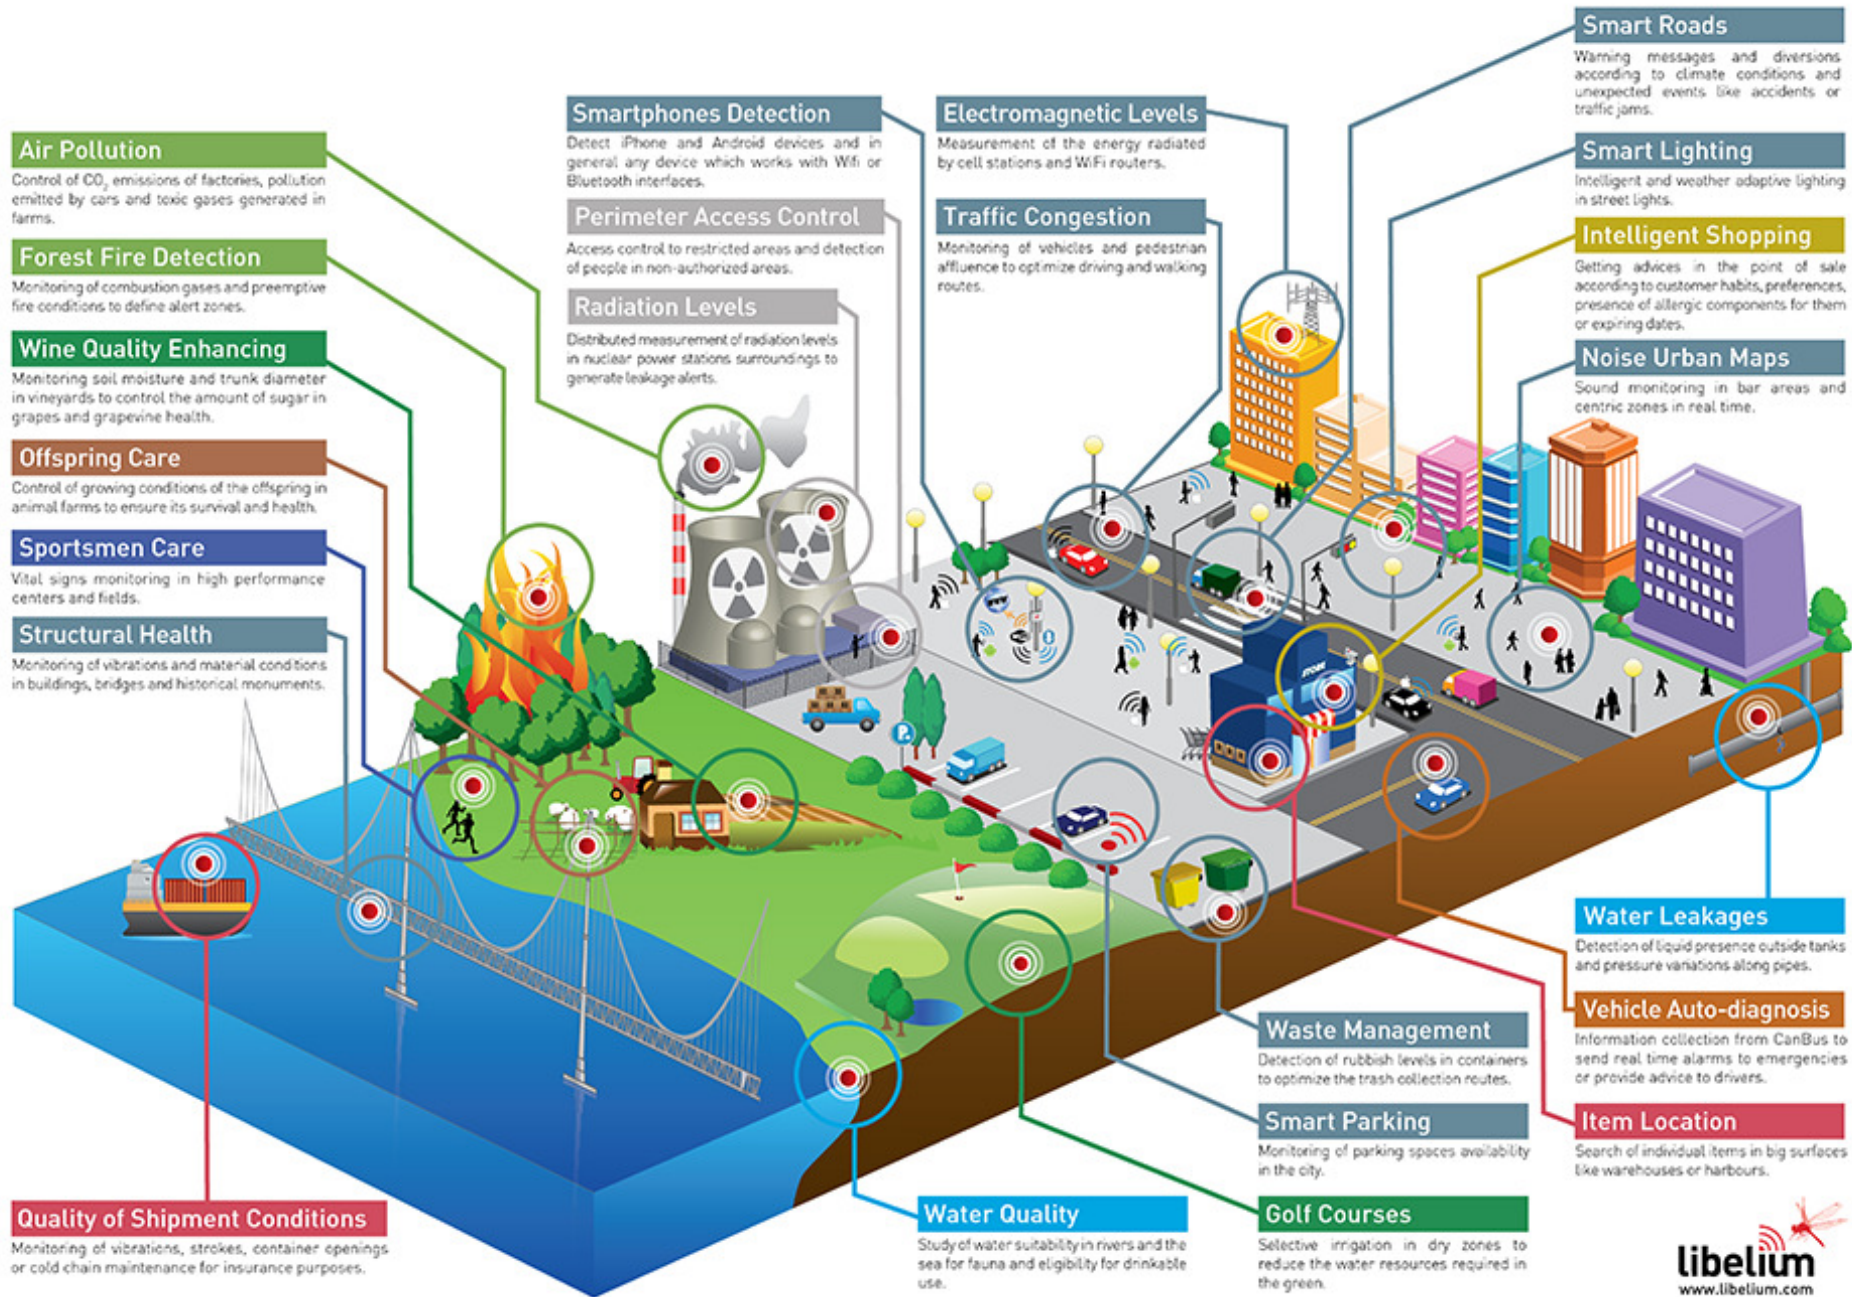 Air Pollution
Control of CO₂ emissions of factories, pollution
emitted by cars and toxic gases generated in
farms.
Forest Fire Detection
Monitoring of combustion gases and preemptive
fire conditions to define alert zones.
Wine Quality Enhancing
Monitoring soil moisture and trunk diameter
in vineyards to control the amount of sugar in
grapes and grapevine health.
Offspring Care
Control of growing conditions of the offspring in
animal farms to ensure its survival and health.
Sportsmen Care
Vital signs monitoring in high performance
centers and fields.
Structural Health
Monitoring of vibrations and material conditions
in buildings, bridges and historical monuments.
Quality of Shipment Conditions
Monitoring of vibrations, strokes, container openings
or cold chain maintenance for insurance purposes.
Smartphones Detection
Detect iPhone and Android devices and in
general any device which works with Wifi or
Bluetooth interfaces.
Perimeter Access Control
Access control to restricted areas and detection
of people in non-authorized areas.
Radiation Levels
Distributed measurement of radiation levels
in nuclear power stations surroundings to
generate leakage alerts.
Electromagnetic Levels
Measurement of the energy radiated
by cell stations and WiFi routers.
Traffic Congestion
Monitoring of vehicles and pedestrian
affluence to optimize driving and walking
routes.
Smart Roads
Warning messages and diversions
according to climate conditions and
unexpected events like accidents or
traffic jams.
Smart Lighting
Intelligent and weather adaptive lighting
in street lights.
Intelligent Shopping
Getting advices in the point of sale
according to customer habits, preferences,
presence of allergic components for them
or expiring dates.
Noise Urban Maps
Sound monitoring in bar areas and
centric zones in real time.
P.
STORE
Water Leakages
Detection of liquid presence outside tanks
and pressure variations along pipes.
Vehicle Auto-diagnosis
Information collection from CanBus to
send real time alarms to emergencies
or provide advice to drivers.
Item Location
Search of individual items in big surfaces
like warehouses or harbours.
Waste Management
Detection of rubbish levels in containers
to optimize the trash collection routes.
Smart Parking
Monitoring of parking spaces availability
in the city.
Golf Courses
Selective irrigation in dry zones to
reduce the water resources required in
the green.
Water Quality
Study of water suitability in rivers and the
sea for fauna and eligibility for drinkable
use.
libelium
www.libelium.com